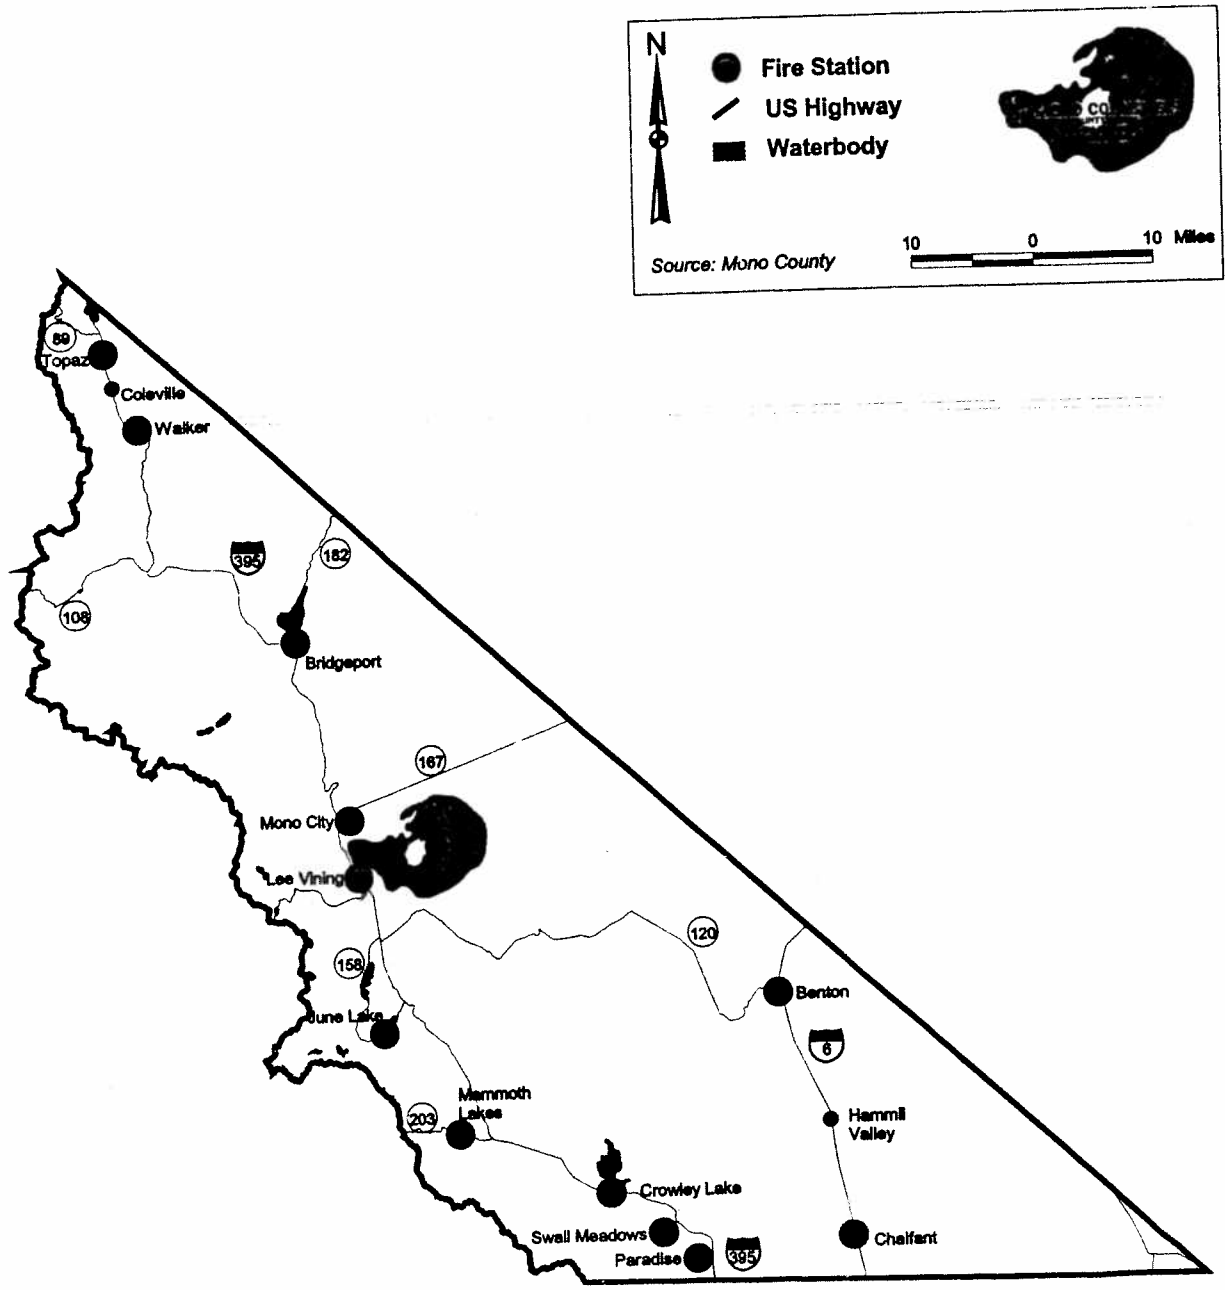 N
Fire Station
US Highway
Waterbody
Source: Mono County
10 0 10 Miles
89
Topaz
Coleville
Walker
395
182
108
Bridgeport
167
Mono City
Lee Vining
120
158
Benton
June Lake
6
Mammoth
Lakes
203
Hammil
Valley
Crowley Lake
Swall Meadows
Chalfant
Paradise
395